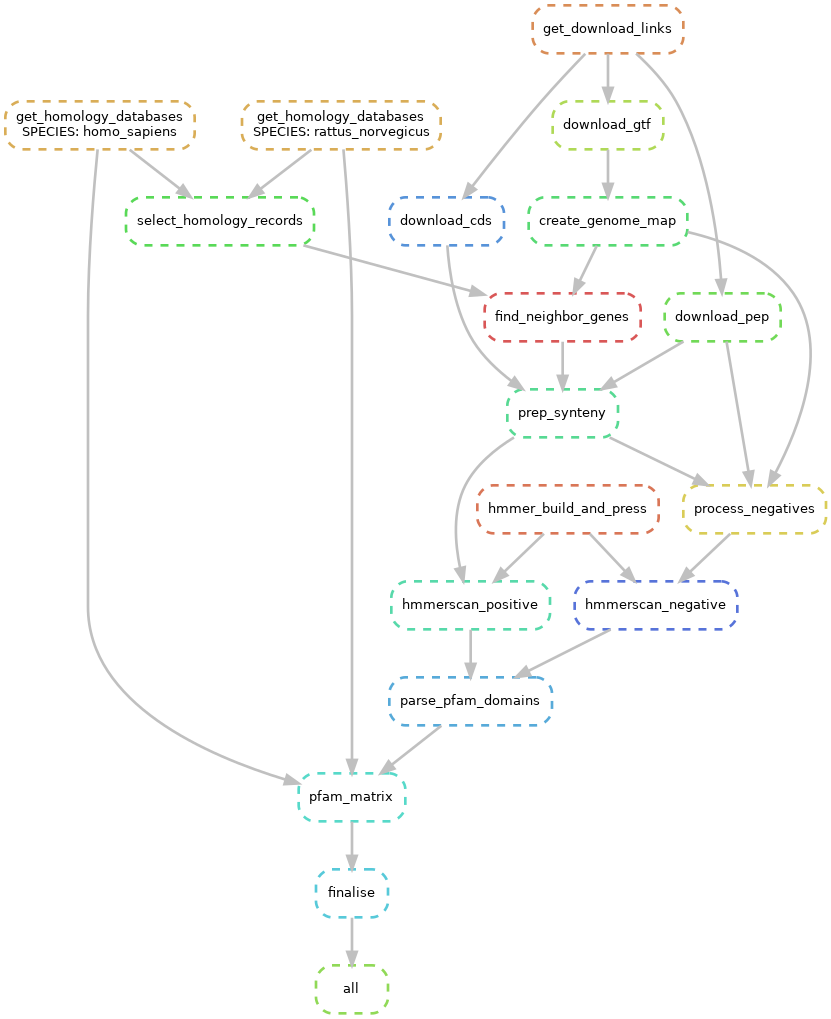 get_download_links
get_homology_databases
SPECIES: homo_sapiens
get_homology_databases
SPECIES: rattus_norvegicus
download_gtf
select_homology_records
download_cds
create_genome_map
find_neighbor_genes
download_pep
prep_synteny
hmmer_build_and_press
process_negatives
hmmerscan_positive
hmmerscan_negative
parse_pfam_domains
pfam_matrix
finalise
all